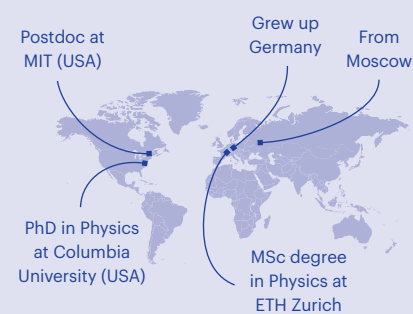 Postdoc at
MIT (USA)
Grew up
Germany
From
Moscow
PhD in Physics
at Columbia
University (USA)
MSc degree
in Physics at
ETH Zurich